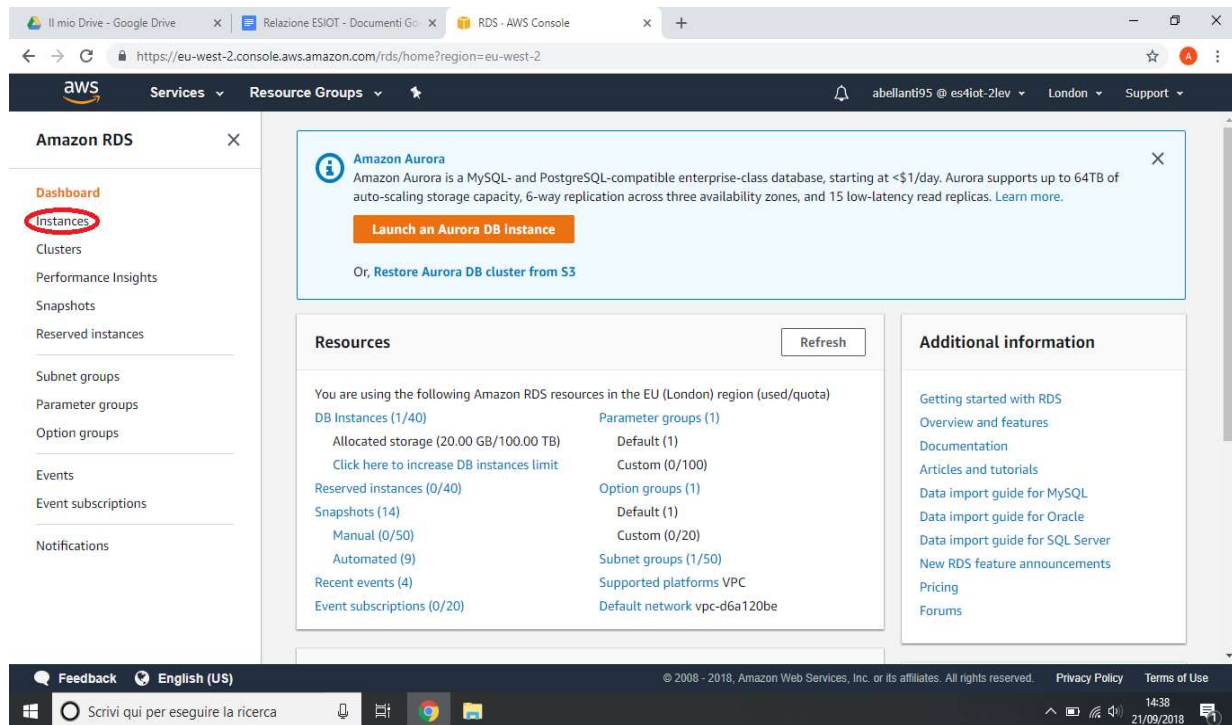 Il mio Drive - Google Drive
Relazione ESIOT - Documenti Go
RDS - AWS Console
https://eu-west-2.console.aws.amazon.com/rds/home?region=eu-west-2
A
aws
Services
Resource Groups
abellanti95 @ es4iot-2lev
London
Support
Amazon RDS
Dashboard
Instances
Clusters
Performance Insights
Snapshots
Reserved instances
Subnet groups
Parameter groups
Option groups
Events
Event subscriptions
Notifications
Amazon Aurora
Amazon Aurora is a MySQL- and PostgreSQL-compatible enterprise-class database, starting at <$1/day. Aurora supports up to 64TB of
auto-scaling storage capacity, 6-way replication across three availability zones, and 15 low-latency read replicas. Learn more.
Launch an Aurora DB instance
Or, Restore Aurora DB cluster from S3
Resources
Refresh
You are using the following Amazon RDS resources in the EU (London) region (used/quota)
DB Instances (1/40)
Allocated storage (20.00 GB/100.00 TB)
Click here to increase DB instances limit
Reserved instances (0/40)
Snapshots (14)
Manual (0/50)
Automated (9)
Recent events (4)
Event subscriptions (0/20)
Parameter groups (1)
Default (1)
Custom (0/100)
Option groups (1)
Default (1)
Custom (0/20)
Subnet groups (1/50)
Supported platforms VPC
Default network vpc-d6a120be
Additional information
Getting started with RDS
Overview and features
Documentation
Articles and tutorials
Data import guide for MySQL
Data import guide for Oracle
Data import guide for SQL Server
New RDS feature announcements
Pricing
Forums
Feedback
English (US)
© 2008 - 2018, Amazon Web Services, Inc. or its affiliates. All rights reserved.
Privacy Policy
Terms of Use
Scrivi qui per eseguire la ricerca
14:38
21/09/2018